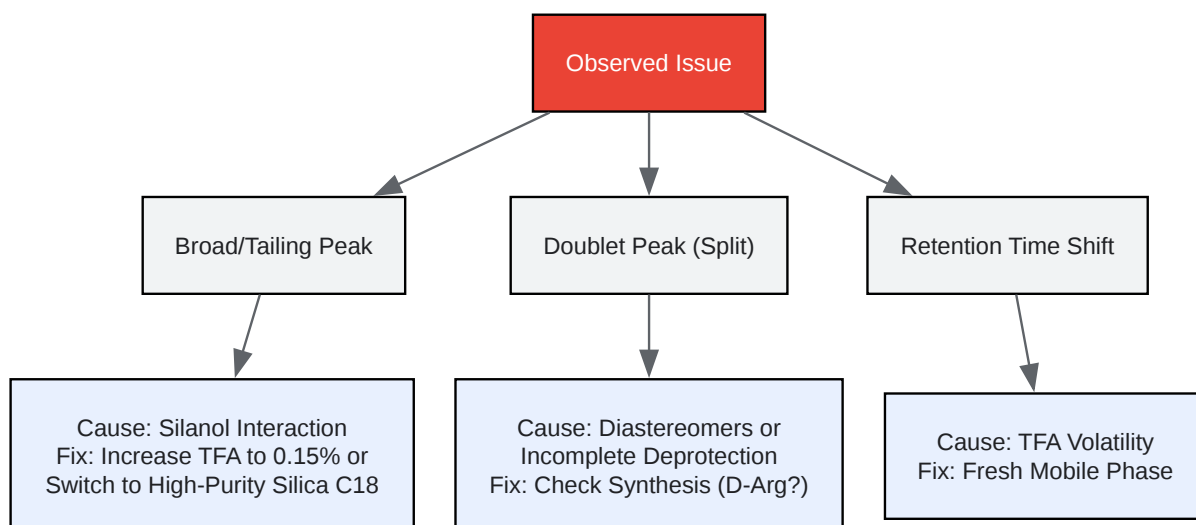 Observed Issue
Broad/Tailing Peak
Doublet Peak (Split)
Retention Time Shift
Cause: Silanol Interaction
Fix: Increase TFA to 0.15% or
Switch to High-Purity Silica C18
Cause: Diastereomers or
Incomplete Deprotection
Fix: Check Synthesis (D-Arg?)
Cause: TFA Volatility
Fix: Fresh Mobile Phase